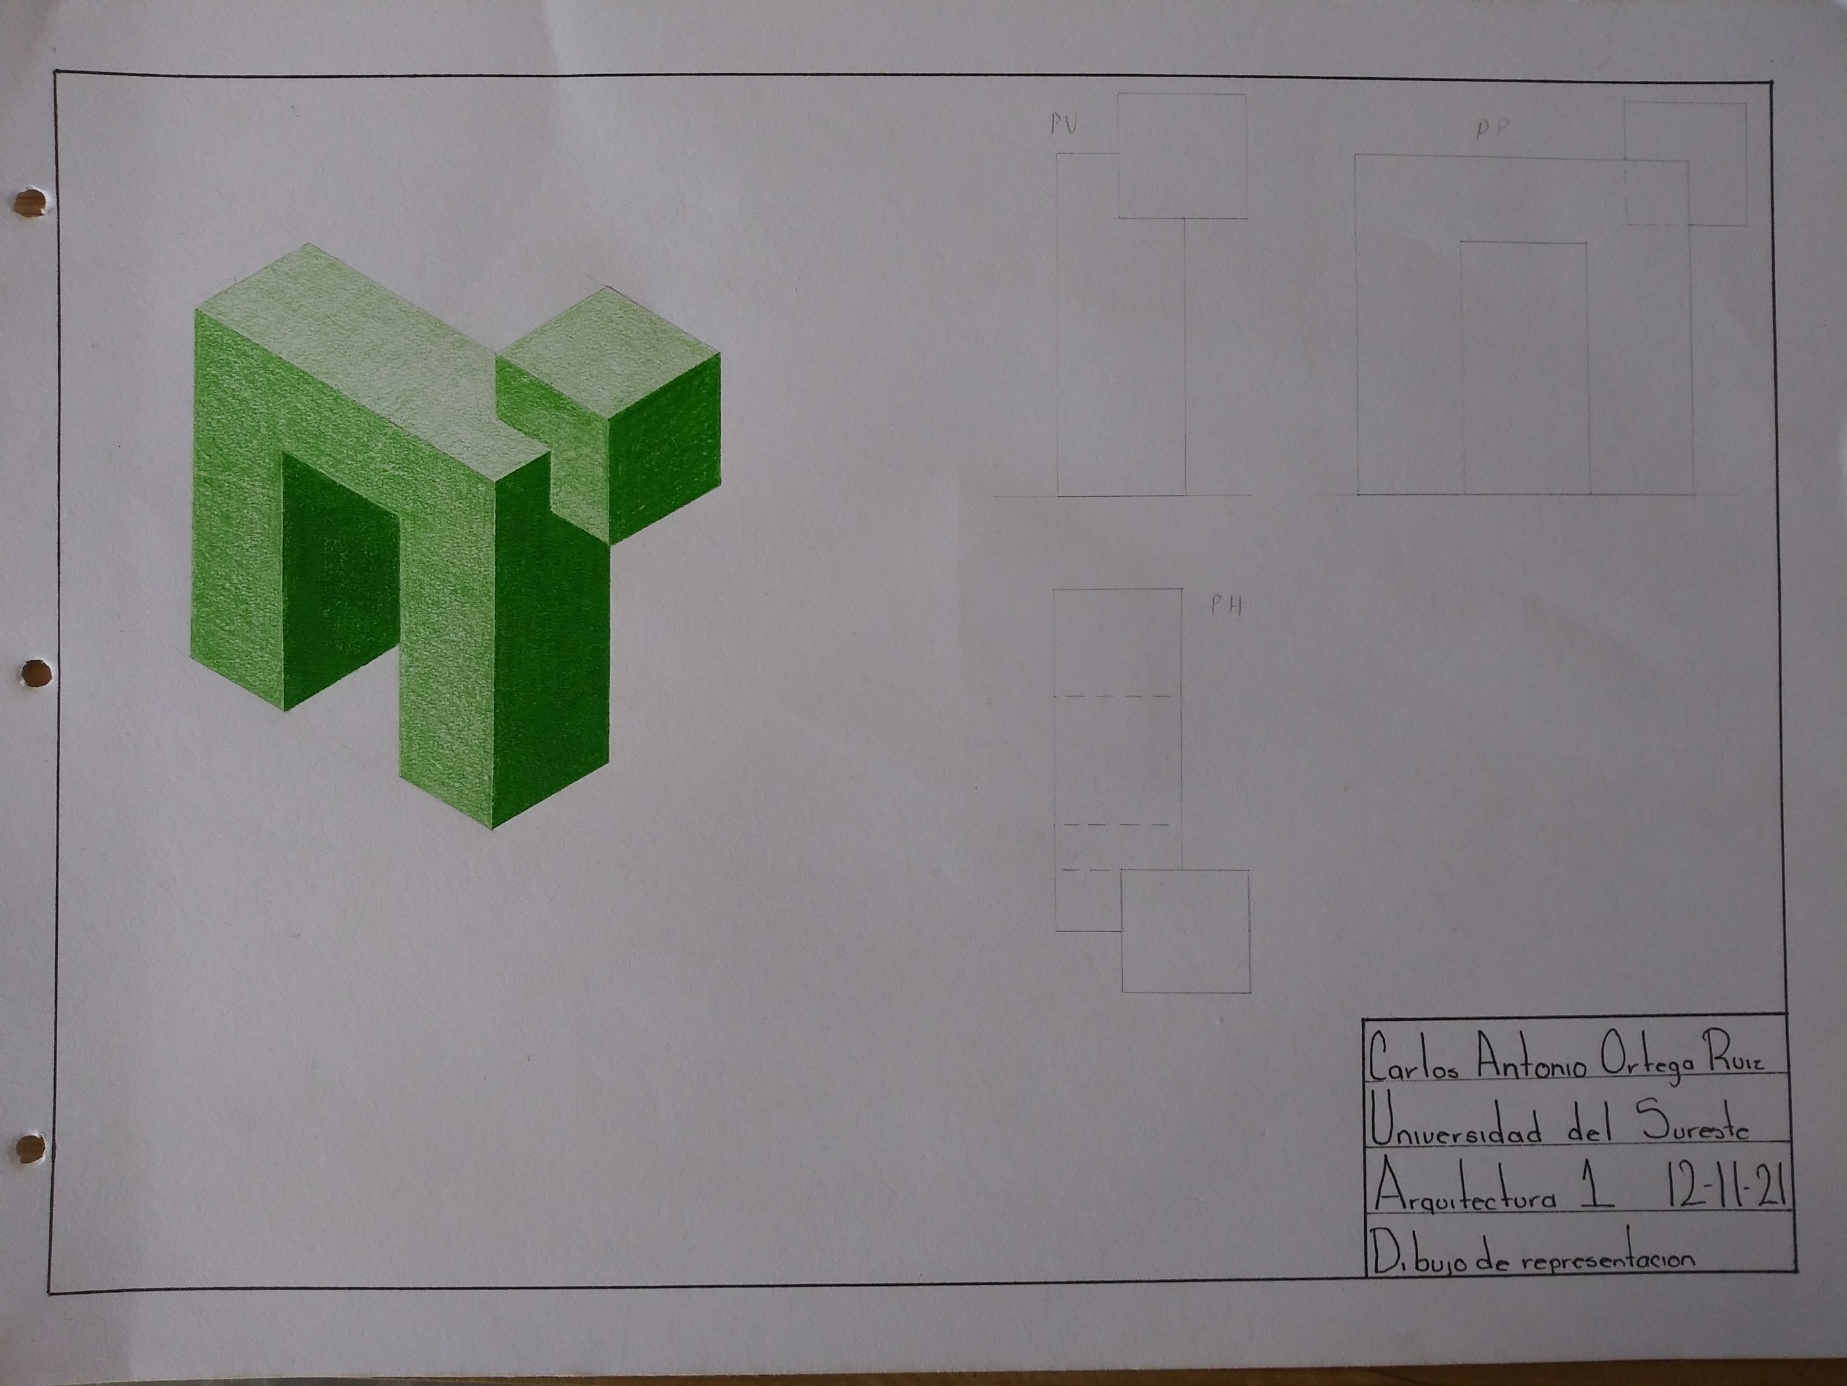 PV
PP
PH
Carlos Antonio Ortega Ruiz
Universidad del Sureste
Arquitectura 1 12-11-21
Dibujo de representacion